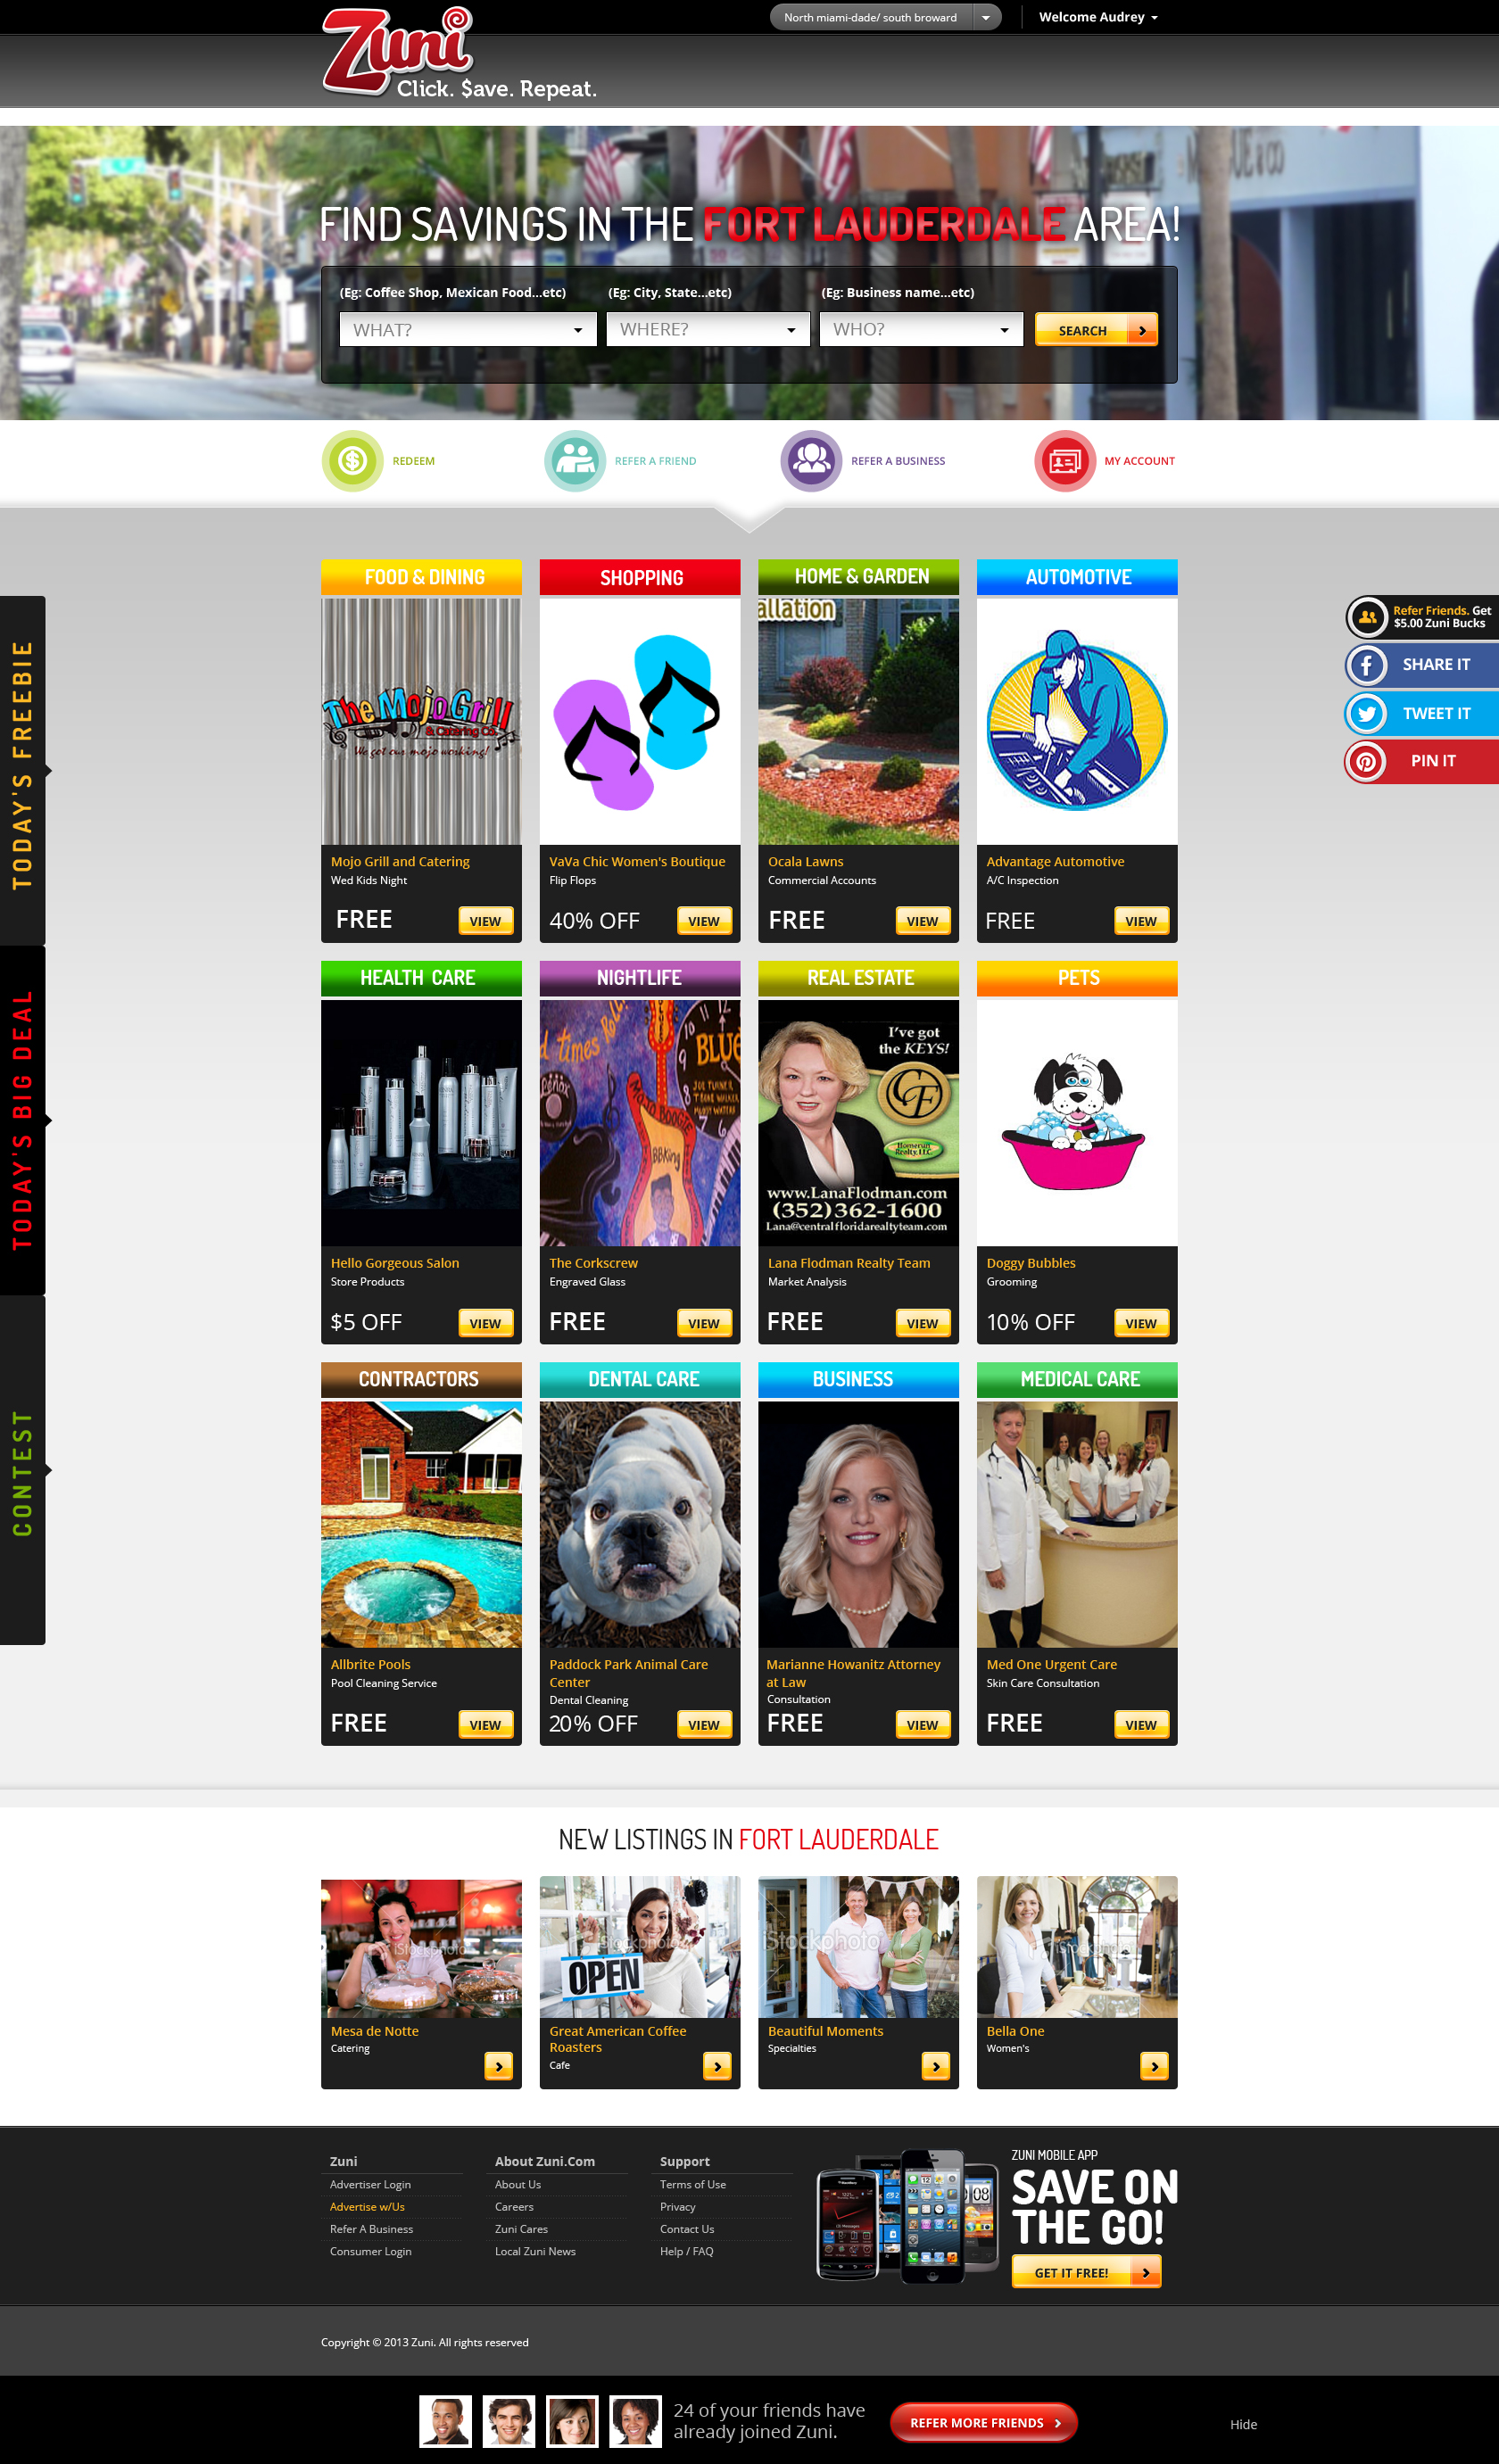 Zuni
Click. $ave. Repeat.
North miami-dade/ south broward
Welcome Audrey
FIND SAVINGS IN THE FORT LAUDERDALE AREA!
(Eg: Coffee Shop, Mexican Food...etc)
(Eg: City, State...etc)
(Eg: Business name...etc)
WHAT?
WHERE?
WHO?
SEARCH
REDEEM
REFER A FRIEND
REFER A BUSINESS
MY ACCOUNT
TODAY'S FREEBIE
TODAY'S BIG DEAL
CONTEST
Refer Friends. Get
$5.00 Zuni Bucks
SHARE IT
TWEET IT
PIN IT
FOOD & DINING
The Mojo Grill
& Catering Co.
We got our mojo working!
Mojo Grill and Catering
Wed Kids Night
FREE
VIEW
SHOPPING
VaVa Chic Women's Boutique
Flip Flops
40% OFF
VIEW
HOME & GARDEN
allation
Ocala Lawns
Commercial Accounts
FREE
VIEW
AUTOMOTIVE
Advantage Automotive
A/C Inspection
FREE
VIEW
HEALTH CARE
Hello Gorgeous Salon
Store Products
$5 OFF
VIEW
NIGHTLIFE
d times Ro
BLUE
BBKing
The Corkscrew
Engraved Glass
FREE
VIEW
REAL ESTATE
I've got
the KEYS!
CF
Homerun
Realty, LLC
www.LanaFlodman.com
(352)362-1600
Lana@centralfloridarealtyteam.com
Lana Flodman Realty Team
Market Analysis
FREE
VIEW
PETS
Doggy Bubbles
Grooming
10% OFF
VIEW
CONTRACTORS
Allbrite Pools
Pool Cleaning Service
FREE
VIEW
DENTAL CARE
Paddock Park Animal Care
Center
Dental Cleaning
20% OFF
VIEW
BUSINESS
Marianne Howanitz Attorney
at Law
Consultation
FREE
VIEW
MEDICAL CARE
Med One Urgent Care
Skin Care Consultation
FREE
VIEW
NEW LISTINGS IN FORT LAUDERDALE
iStockphoto
Mesa de Notte
Catering
iStockphoto
OPEN
Great American Coffee
Roasters
Cafe
iStockphoto
Beautiful Moments
Specialties
iStockphoto
Bella One
Women's
Zuni
Advertiser Login
Advertise w/Us
Refer A Business
Consumer Login
About Zuni.Com
About Us
Careers
Zuni Cares
Local Zuni News
Support
Terms of Use
Privacy
Contact Us
Help / FAQ
ZUNI MOBILE APP
SAVE ON
THE GO!
GET IT FREE!
Copyright © 2013 Zuni. All rights reserved
24 of your friends have
already joined Zuni.
REFER MORE FRIENDS
Hide